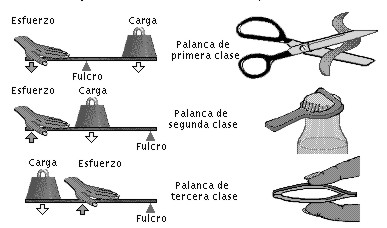 Esfuerzo
Carga
Fulcro
Palanca de
primera clase
Esfuerzo
Carga
Fulcro
Palanca de
segunda clase
Carga
Esfuerzo
Fulcro
Palanca de
tercera clase